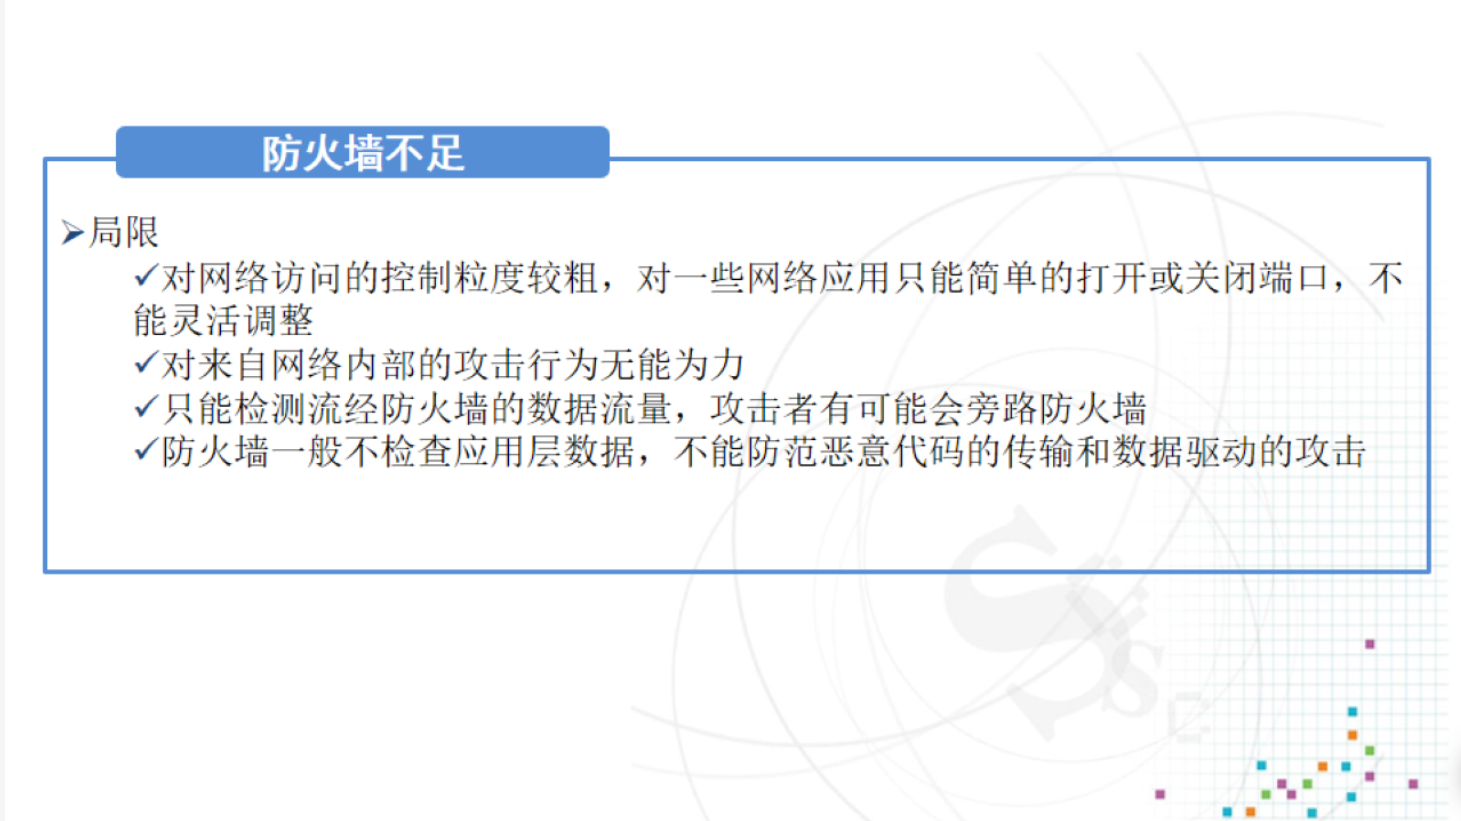 防火墙不足
局限
对网络访问的控制粒度较粗，对一些网络应用只能简单的打开或关闭端口，不
能灵活调整
对来自网络内部的攻击行为无能为力
只能检测流经防火墙的数据流量，攻击者有可能会旁路防火墙
防火墙一般不检查应用层数据，不能防范恶意代码的传输和数据驱动的攻击